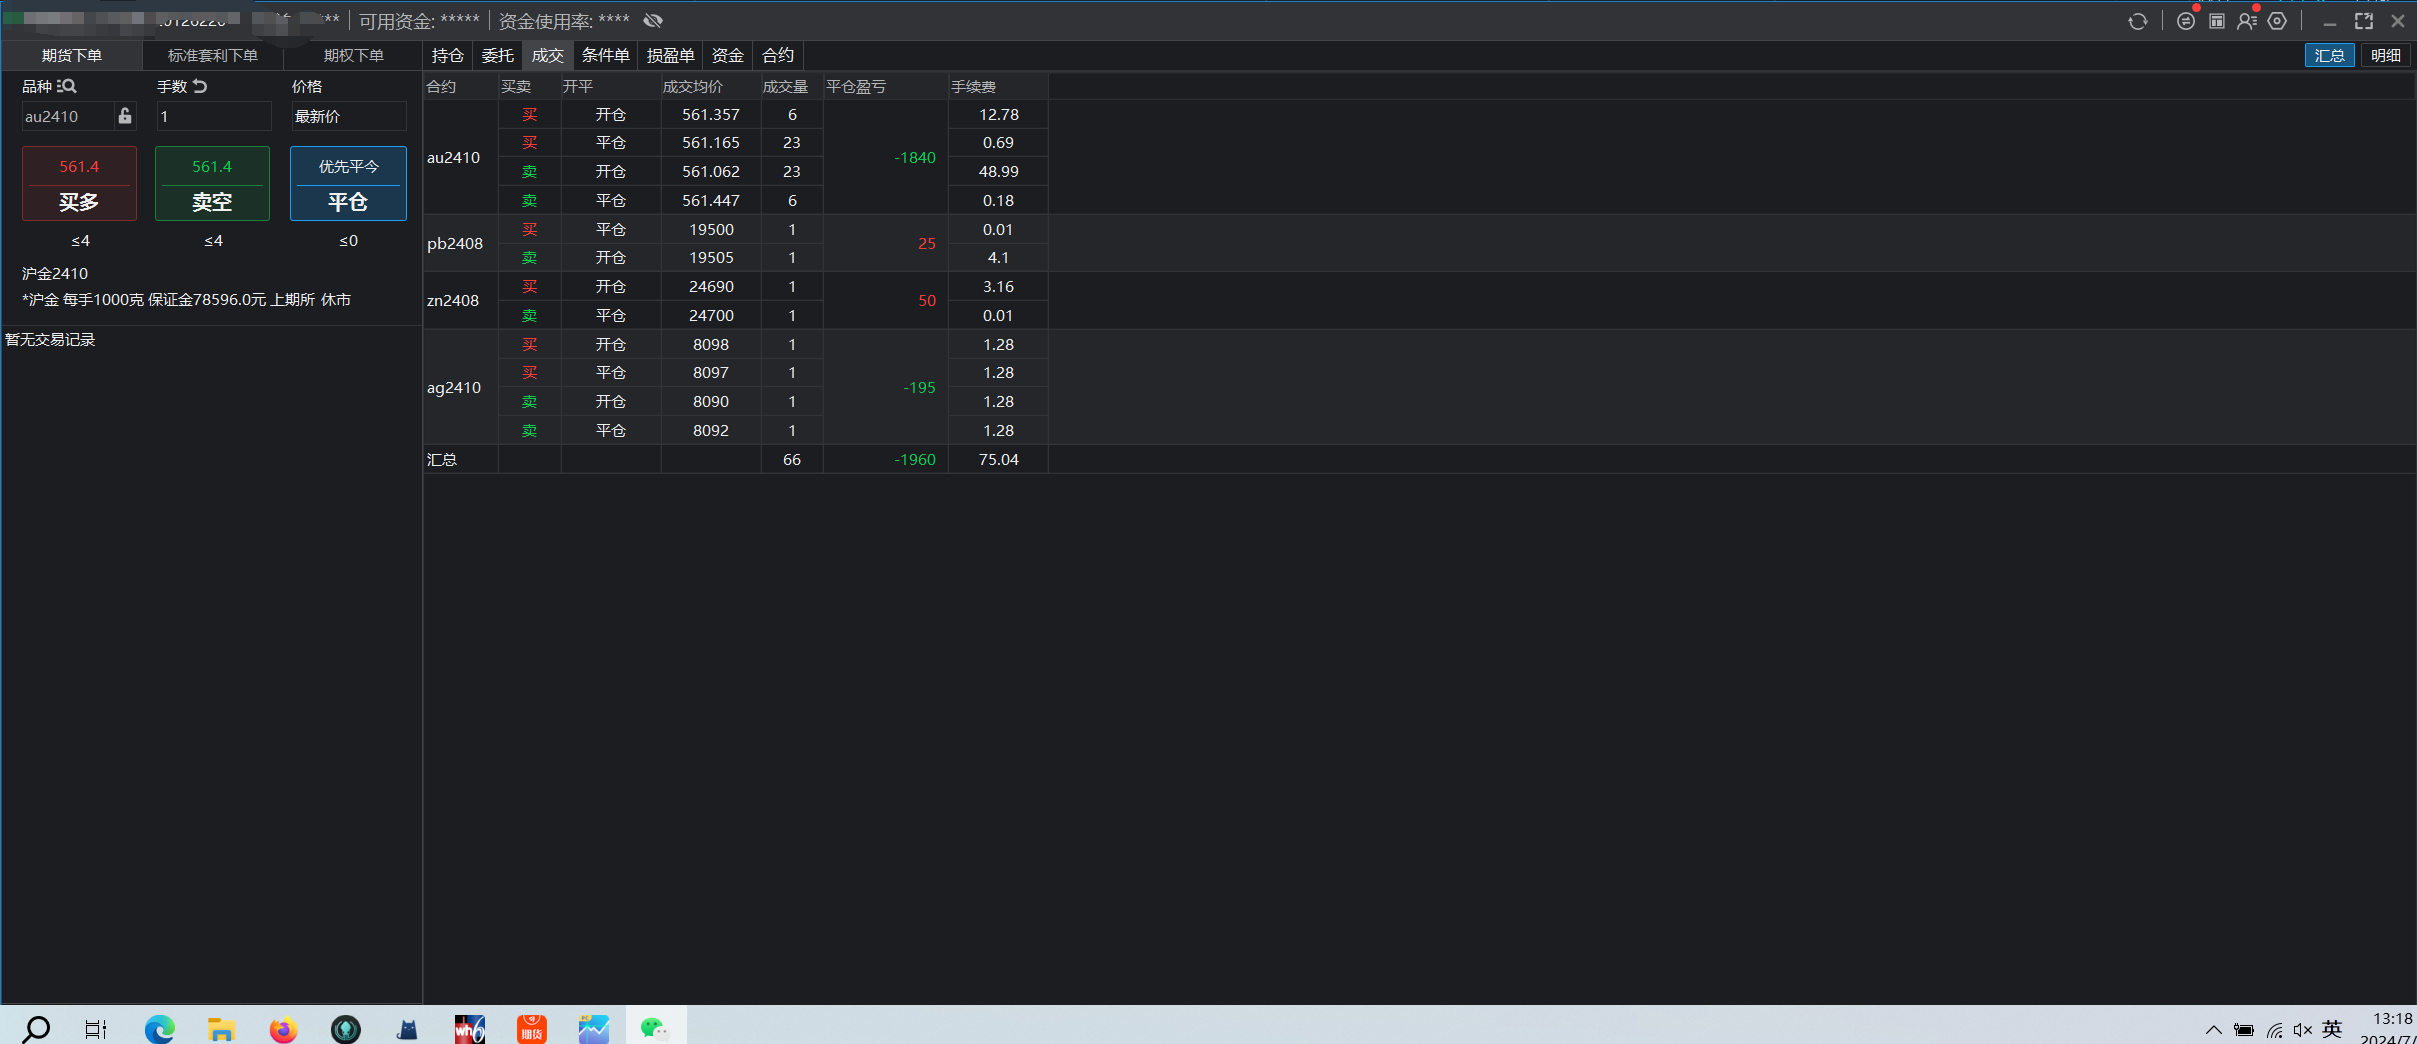 可用资金: ***** 资金使用率: ****
期货下单 标准套利下单 期权下单 持仓 委托 成交 条件单 损盈单 资金 合约 汇总 明细
品种 手数 价格
au2410 1 最新价
561.4 561.4 优先平今
买多 卖空 平仓
≤4 ≤4 ≤0
沪金2410
*沪金 每手1000克 保证金78596.0元 上期所 休市
暂无交易记录
合约 买卖 开平 成交均价 成交量 平仓盈亏 手续费
au2410 -1840
买 开仓 561.357 6 12.78
买 平仓 561.165 23 0.69
卖 开仓 561.062 23 48.99
卖 平仓 561.447 6 0.18
pb2408 25
买 平仓 19500 1 0.01
卖 开仓 19505 1 4.1
zn2408 50
买 开仓 24690 1 3.16
卖 平仓 24700 1 0.01
ag2410 -195
买 开仓 8098 1 1.28
买 平仓 8097 1 1.28
卖 开仓 8090 1 1.28
卖 平仓 8092 1 1.28
汇总 66 -1960 75.04
wh6 期货 英 13:18
2024/7/